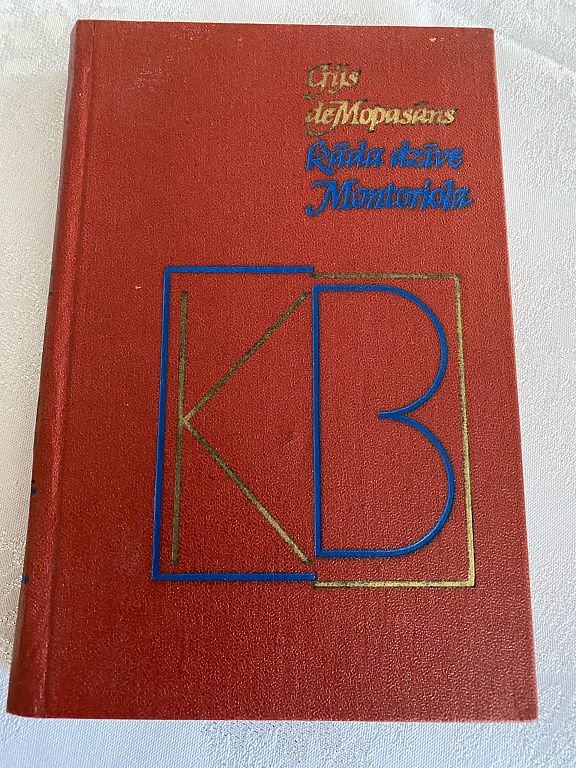 Gijs
de Mopasāns
kāda dzīve
Montoriola
KB